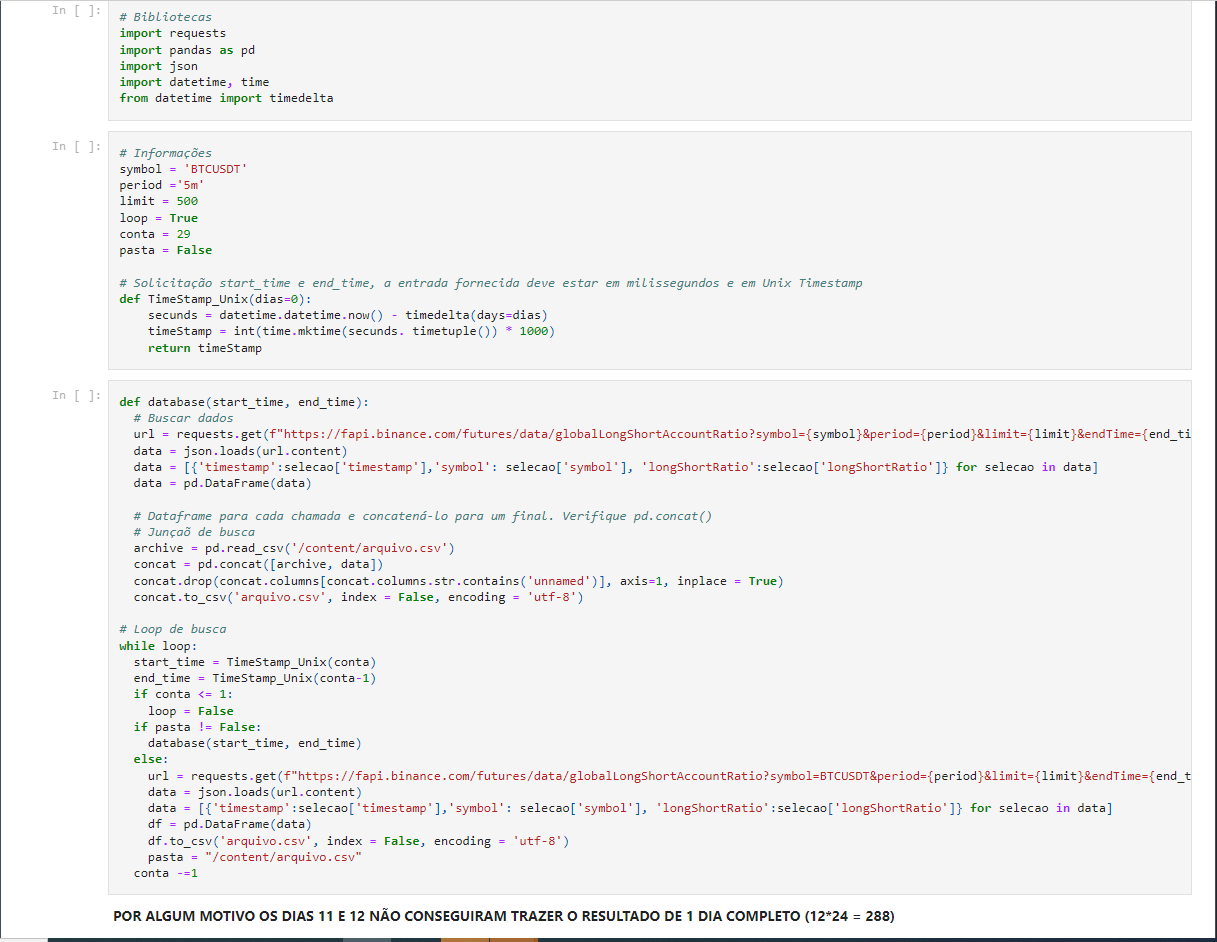 In [ ]:
# Bibliotecas
import requests
import pandas as pd
import json
import datetime, time
from datetime import timedelta
In [ ]:
# Informações
symbol = 'BTCUSDT'
period ='5m'
limit = 500
loop = True
conta = 29
pasta = False
# Solicitação start_time e end_time, a entrada fornecida deve estar em milissegundos e em Unix Timestamp
def TimeStamp_Unix(dias=0):
    secunds = datetime.datetime.now() - timedelta(days=dias)
    timeStamp = int(time.mktime(secunds. timetuple()) * 1000)
    return timeStamp
In [ ]:
def database(start_time, end_time):
  # Buscar dados
  url = requests.get(f"https://fapi.binance.com/futures/data/globalLongShortAccountRatio?symbol={symbol}&period={period}&limit={limit}&endTime={end_ti
  data = json.loads(url.content)
  data = [{'timestamp':selecao['timestamp'],'symbol': selecao['symbol'], 'longShortRatio':selecao['longShortRatio']} for selecao in data]
  data = pd.DataFrame(data)
  # Dataframe para cada chamada e concatená-lo para um final. Verifique pd.concat()
  # Junçaõ de busca
  archive = pd.read_csv('/content/arquivo.csv')
  concat = pd.concat([archive, data])
  concat.drop(concat.columns[concat.columns.str.contains('unnamed')], axis=1, inplace = True)
  concat.to_csv('arquivo.csv', index = False, encoding = 'utf-8')
# Loop de busca
while loop:
  start_time = TimeStamp_Unix(conta)
  end_time = TimeStamp_Unix(conta-1)
  if conta <= 1:
    loop = False
  if pasta != False:
    database(start_time, end_time)
  else:
    url = requests.get(f"https://fapi.binance.com/futures/data/globalLongShortAccountRatio?symbol=BTCUSDT&period={period}&limit={limit}&endTime={end_t
    data = json.loads(url.content)
    data = [{'timestamp':selecao['timestamp'],'symbol': selecao['symbol'], 'longShortRatio':selecao['longShortRatio']} for selecao in data]
    df = pd.DataFrame(data)
    df.to_csv('arquivo.csv', index = False, encoding = 'utf-8')
    pasta = "/content/arquivo.csv"
  conta -=1
POR ALGUM MOTIVO OS DIAS 11 E 12 NÃO CONSEGUIRAM TRAZER O RESULTADO DE 1 DIA COMPLETO (12*24 = 288)